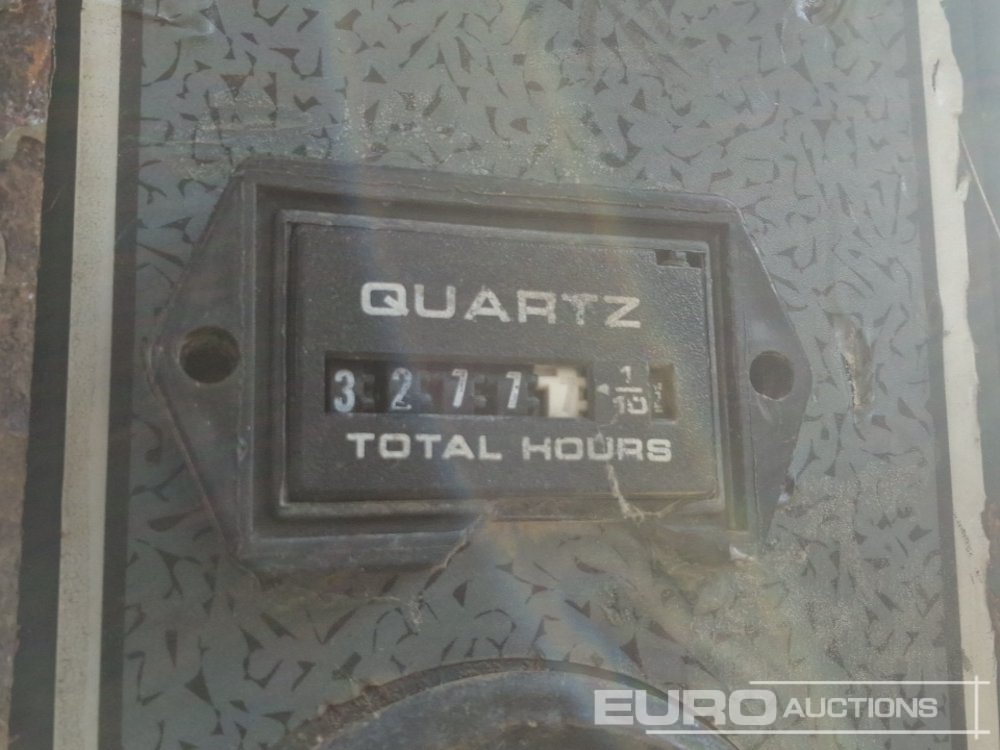 QUARTZ
3277 1/10
TOTAL HOURS
EURO AUCTIONS